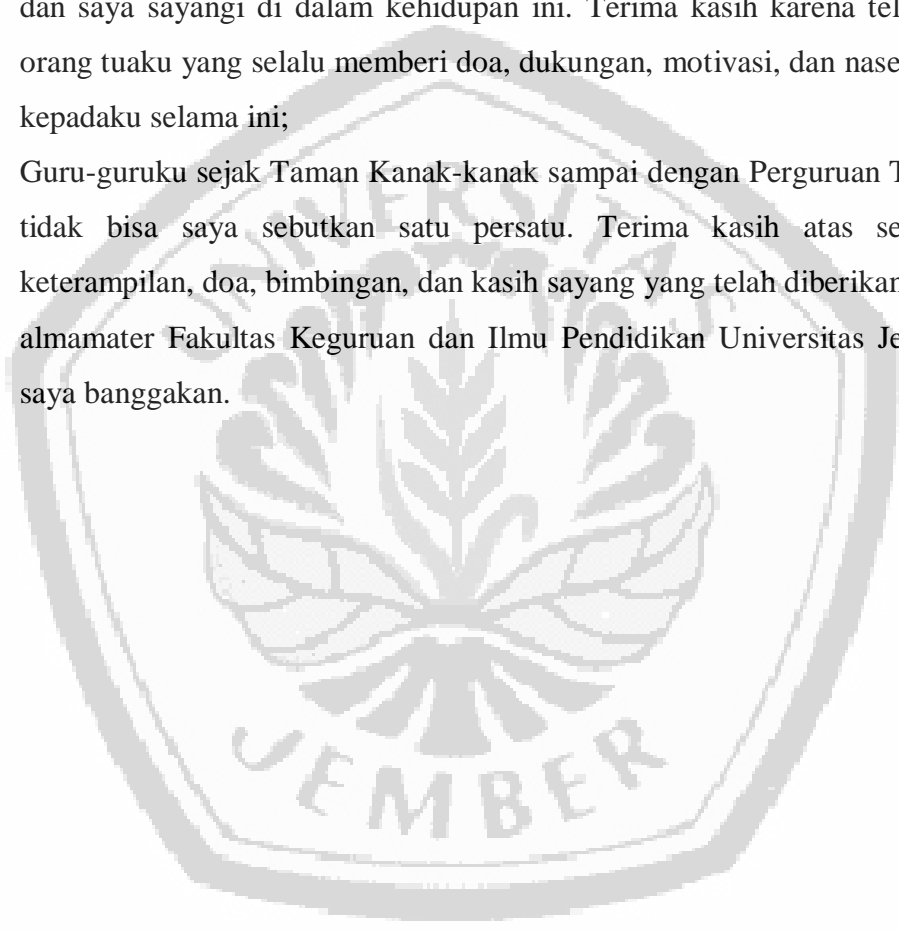 dan saya sayangi di dalam kehidupan ini. Terima kasih karena tel
orang tuaku yang selalu memberi doa, dukungan, motivasi, dan nase
kepadaku selama ini;
Guru-guruku sejak Taman Kanak-kanak sampai dengan Perguruan T
tidak bisa saya sebutkan satu persatu. Terima kasih atas se
keterampilan, doa, bimbingan, dan kasih sayang yang telah diberikan
almamater Fakultas Keguruan dan Ilmu Pendidikan Universitas Je
saya banggakan.
UNIVERSITAS
JEMBER